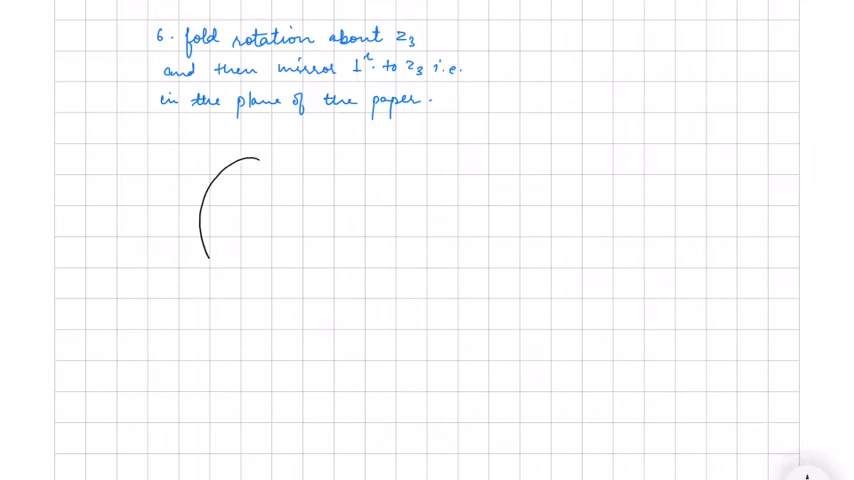 6. fold rotation about z3
and then mirror ⊥r. to z3 i.e.
in the plane of the paper.